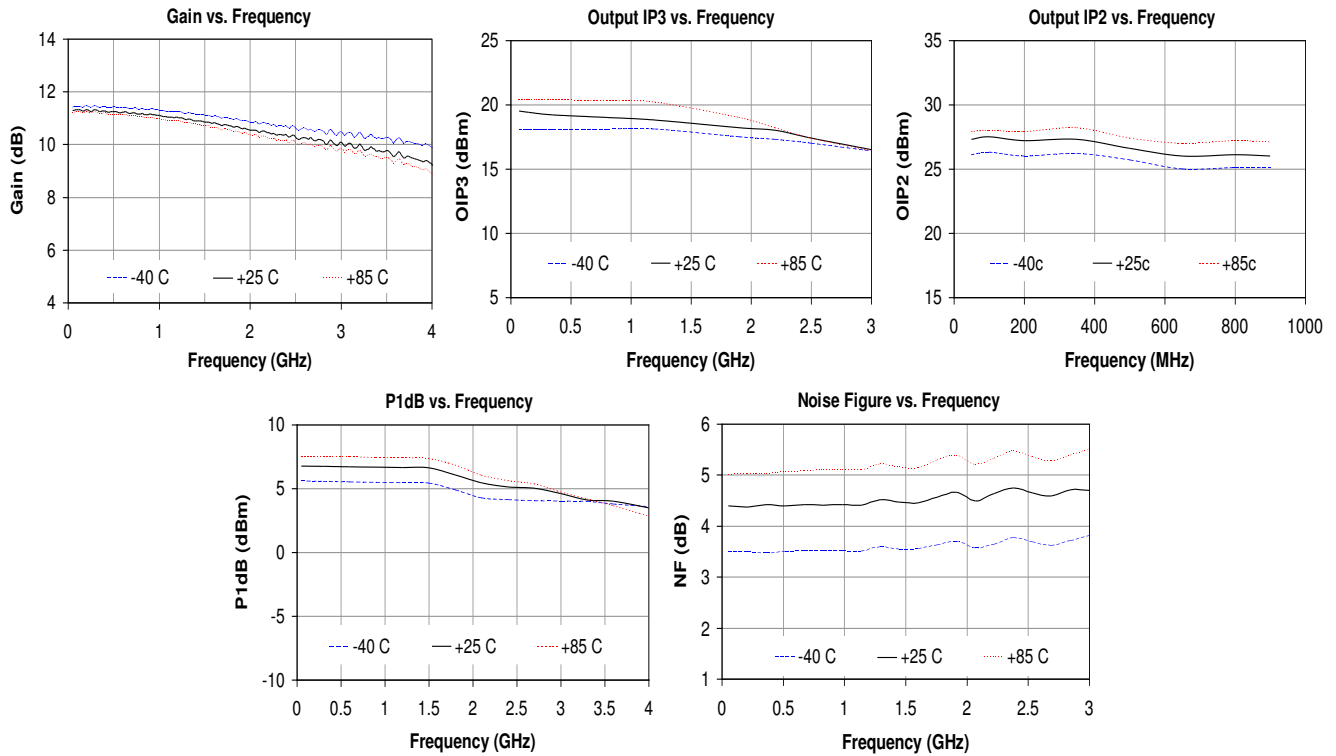 Gain vs. Frequency
14
12
10
8
6
4
Gain (dB)
-40 C
+25 C
+85 C
0
1
2
3
4
Frequency (GHz)
Output IP3 vs. Frequency
25
20
15
10
5
OIP3 (dBm)
-40 C
+25 C
+85 C
0
0.5
1
1.5
2
2.5
3
Frequency (GHz)
Output IP2 vs. Frequency
35
31
27
23
19
15
OIP2 (dBm)
-40c
+25c
+85c
0
200
400
600
800
1000
Frequency (MHz)
P1dB vs. Frequency
10
5
0
-5
-10
P1dB (dBm)
-40 C
+25 C
+85 C
0
0.5
1
1.5
2
2.5
3
3.5
4
Frequency (GHz)
Noise Figure vs. Frequency
6
5
4
3
2
1
NF (dB)
-40 C
+25 C
+85 C
0
0.5
1
1.5
2
2.5
3
Frequency (GHz)